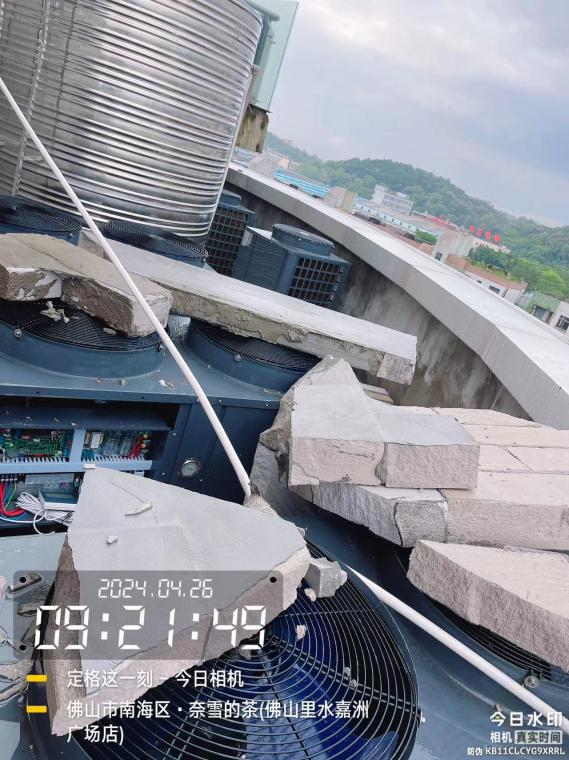 2024.04.26
09:21:49
定格这一刻 - 今日相机
佛山市南海区·奈雪的茶(佛山里水嘉洲
广场店)
今日水印
相机 真实时间
防伪 KB11CLCYG9XRRL